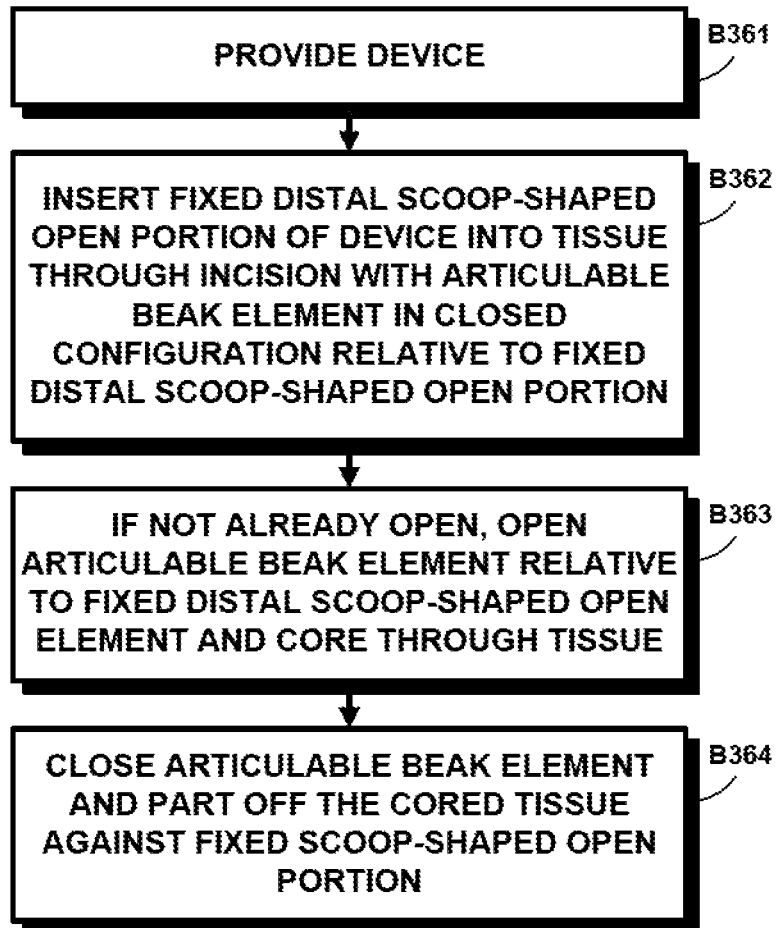 PROVIDE DEVICE
B361
INSERT FIXED DISTAL SCOOP-SHAPED
OPEN PORTION OF DEVICE INTO TISSUE
THROUGH INCISION WITH ARTICULABLE
BEAK ELEMENT IN CLOSED
CONFIGURATION RELATIVE TO FIXED
DISTAL SCOOP-SHAPED OPEN PORTION
B362
IF NOT ALREADY OPEN, OPEN
ARTICULABLE BEAK ELEMENT RELATIVE
TO FIXED DISTAL SCOOP-SHAPED OPEN
ELEMENT AND CORE THROUGH TISSUE
B363
CLOSE ARTICULABLE BEAK ELEMENT
AND PART OFF THE CORED TISSUE
AGAINST FIXED SCOOP-SHAPED OPEN
PORTION
B364